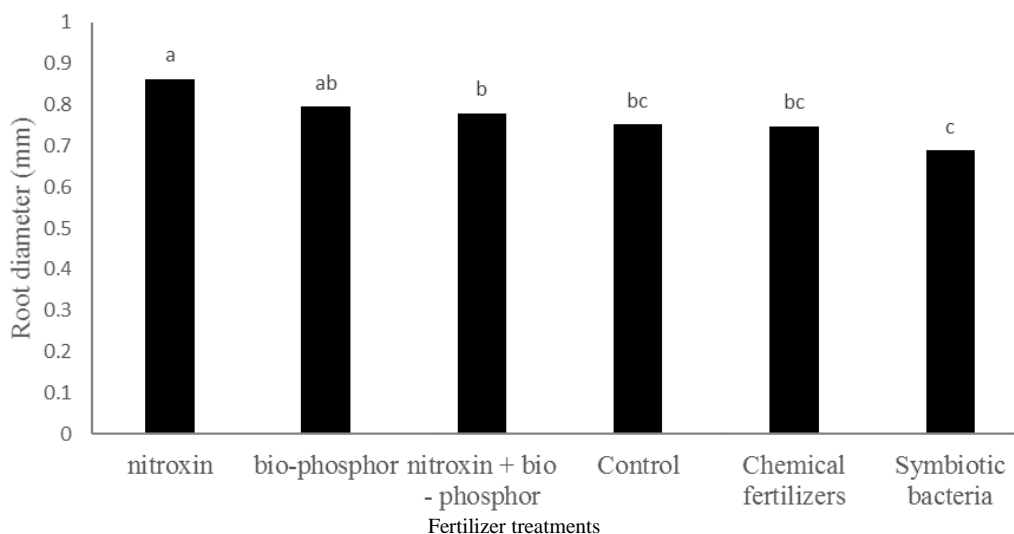 1
0.9
0.8
0.7
0.6
0.5
0.4
0.3
0.2
0.1
0
Root diameter (mm)
a
ab
b
bc
bc
c
nitroxin
bio-phosphor
nitroxin + bio
- phosphor
Control
Chemical
fertilizers
Symbiotic
bacteria
Fertilizer treatments